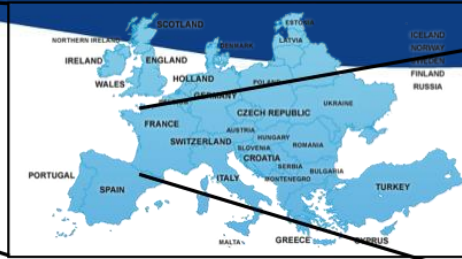 SCOTLAND
ESTONIA
NORTHERN IRELAND
LATVIA
ICELAND
DENMARK
NORWAY
IRELAND
ENGLAND
SWEDEN
HOLLAND
FINLAND
WALES
POLAND
RUSSIA
GERMANY
BELGIUM
UKRAINE
CZECH REPUBLIC
FRANCE
AUSTRIA
HUNGARY
SWITZERLAND
SLOVENIA
ROMANIA
CROATIA
SERBIA
BULGARIA
PORTUGAL
ITALY
MONTENEGRO
SPAIN
TURKEY
MALTA
GREECE
CYPRUS